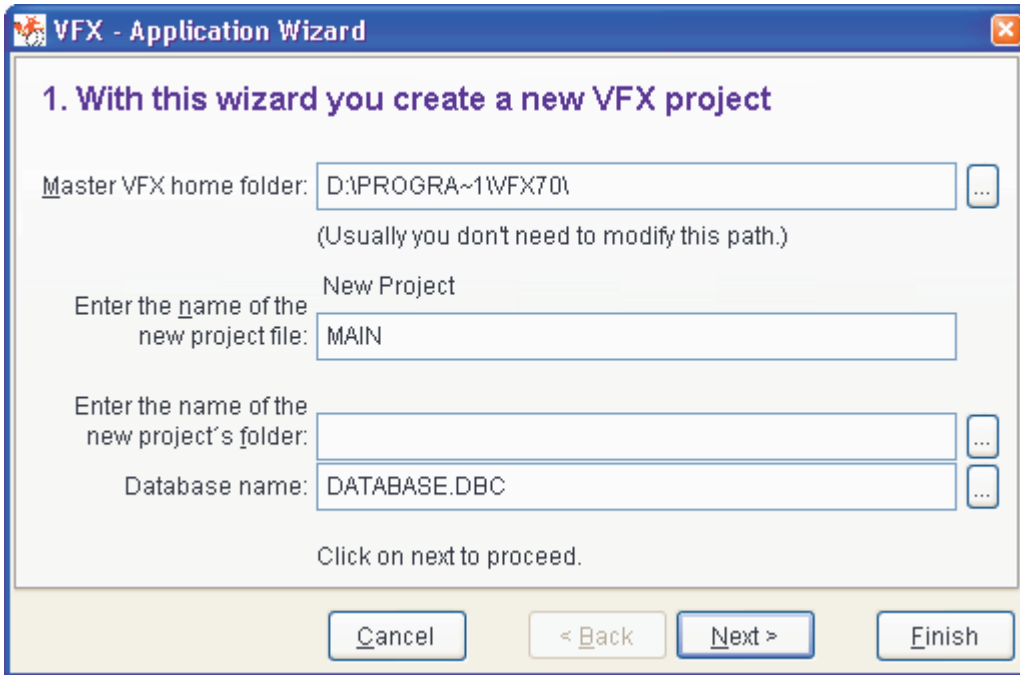 VFX - Application Wizard
1. With this wizard you create a new VFX project
Master VFX home folder: D:\PROGRA~1\VFX70\ ...
(Usually you don't need to modify this path.)
New Project
Enter the name of the
new project file: MAIN
Enter the name of the
new project´s folder: ...
Database name: DATABASE.DBC ...
Click on next to proceed.
Cancel < Back Next > Finish